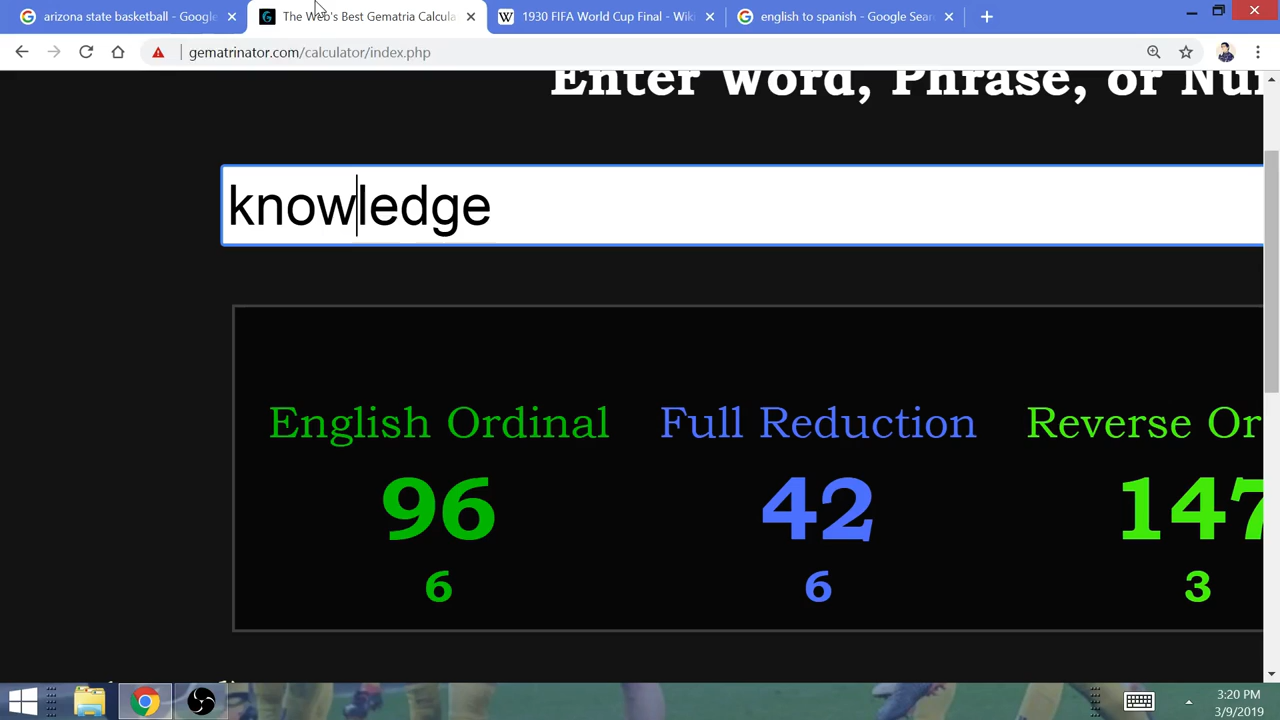 arizona state basketball - Google
The Web's Best Gematria Calcula
1930 FIFA World Cup Final - Wiki
english to spanish - Google Sear
gematrinator.com/calculator/index.php
Enter Word, Phrase, or Nu
knowledge
English Ordinal Full Reduction Reverse Or
96 42 147
6 6 3
3:20 PM
3/9/2019